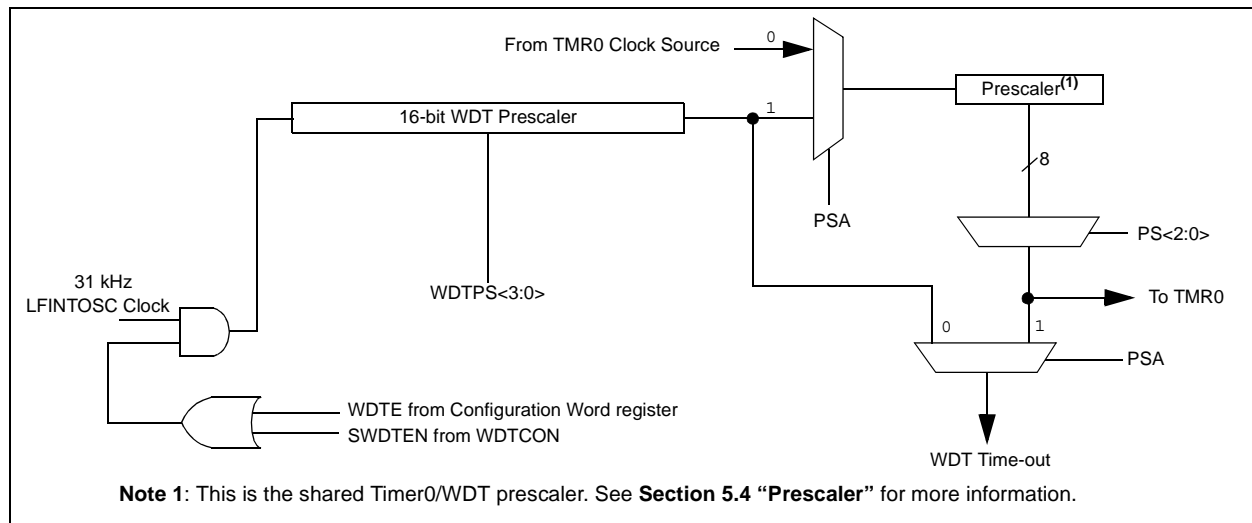 From TMR0 Clock Source
0
Prescaler(1)
16-bit WDT Prescaler
1
8
PSA
PS<2:0>
31 kHz
LFINTOSC Clock
WDTPS<3:0>
To TMR0
0
1
PSA
WDTE from Configuration Word register
SWDTEN from WDTCON
WDT Time-out
Note 1: This is the shared Timer0/WDT prescaler. See Section 5.4 “Prescaler” for more information.